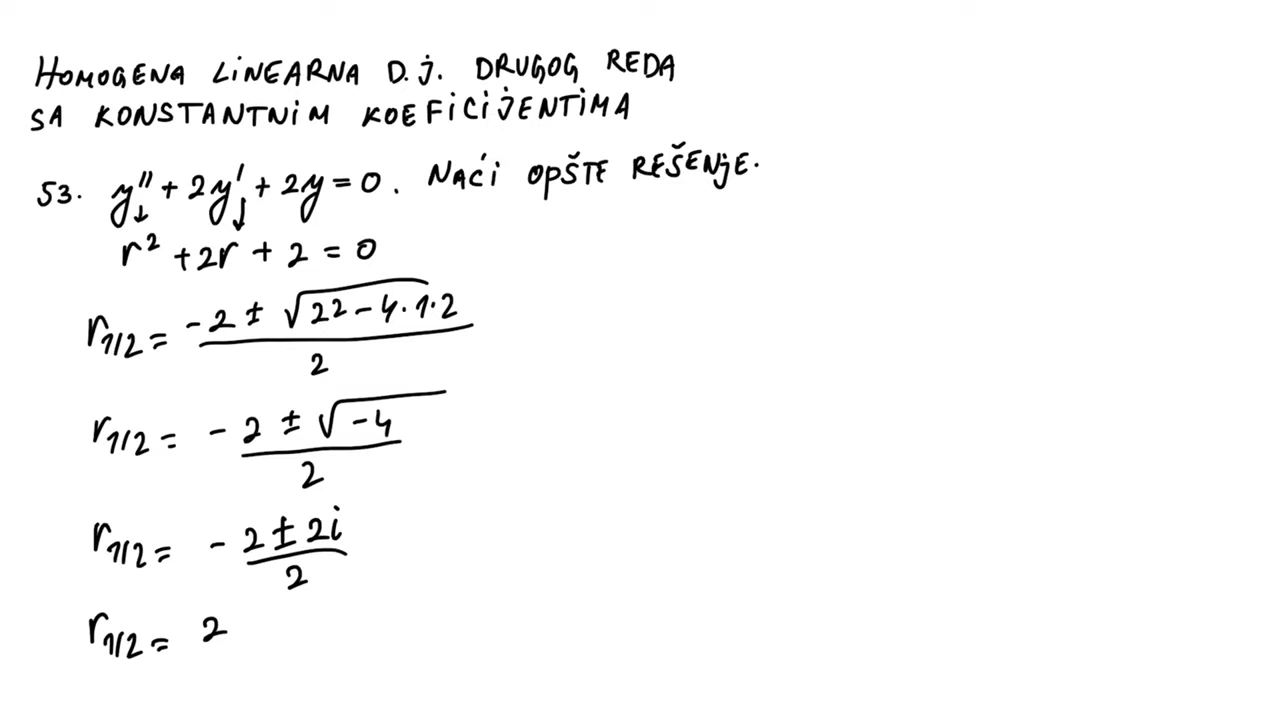 HOMOGENA LINEARNA D.J. DRUGOG REDA
SA KONSTANTNIM KOEFICIJENTIMA
53. y'' + 2y' + 2y = 0. NAĆI OPŠTE REŠENJE.
↓ ↓
r² + 2r + 2 = 0
r₁/₂ = (-2 ± √(2² - 4·1·2))/2
r₁/₂ = -(2 ± √(-4))/2
r₁/₂ = -(2 ± 2i)/2
r₁/₂ = 2